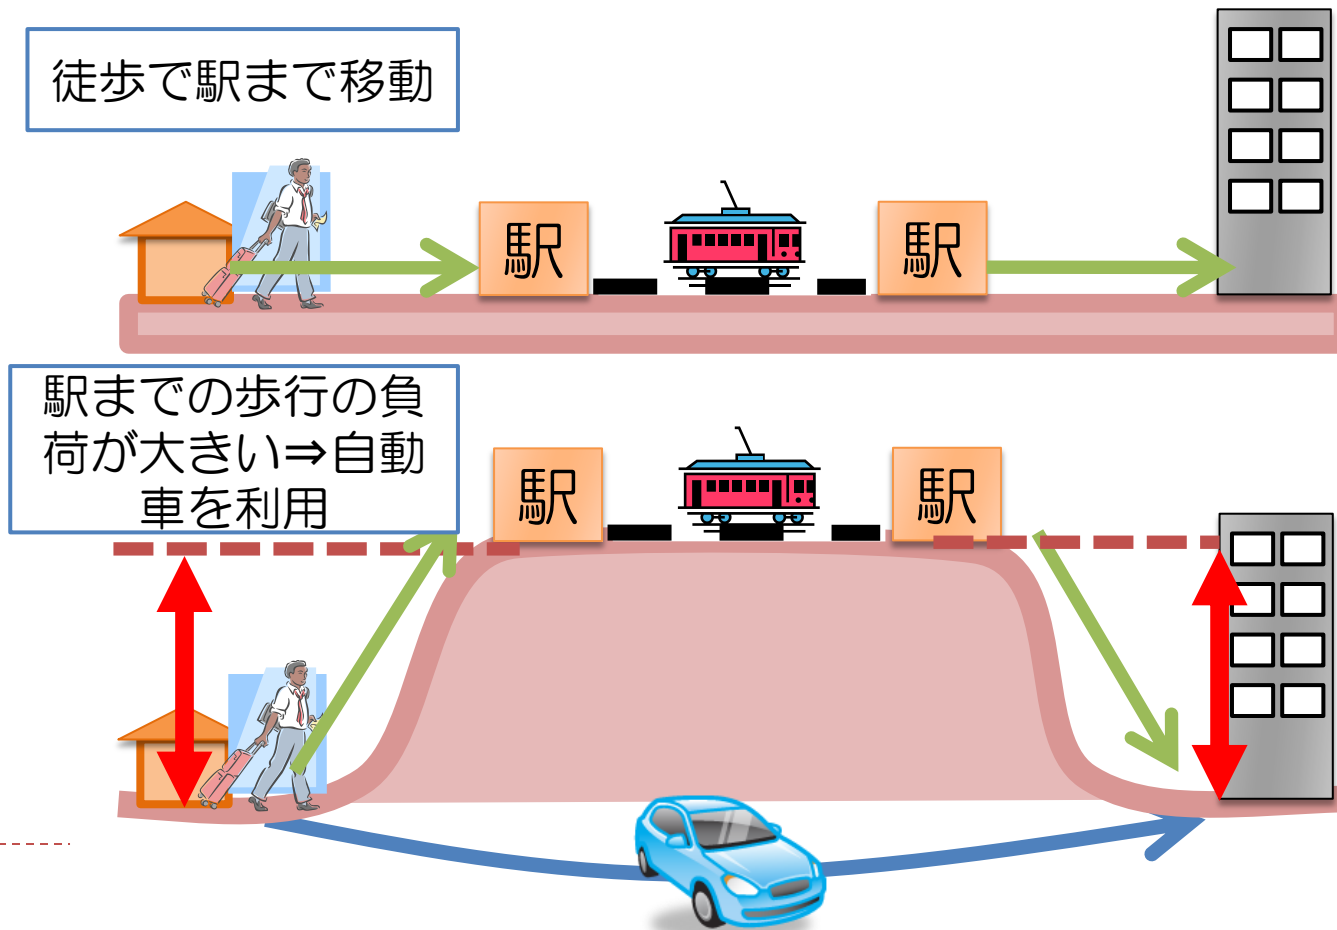 徒歩で駅まで移動
駅
駅
駅までの歩行の負
荷が大きい⇒自動
車を利用
駅
駅